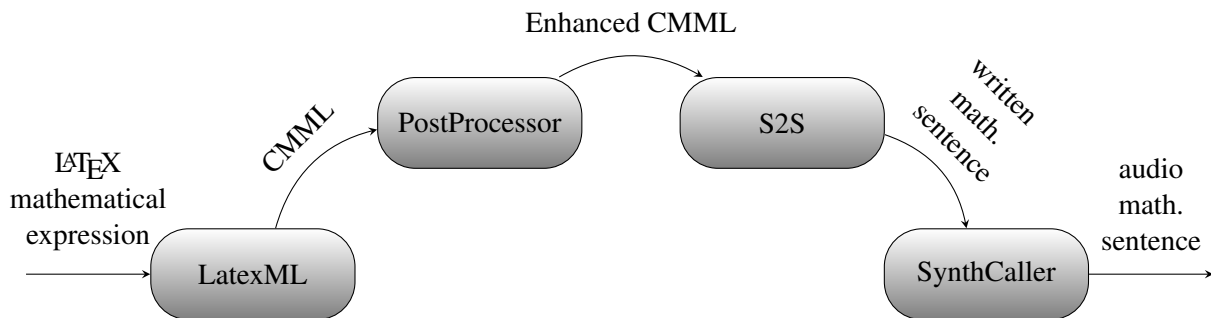 LATEX
mathematical
expression
LatexML
CMML
PostProcessor
Enhanced CMML
S2S
written
math.
sentence
SynthCaller
audio
math.
sentence